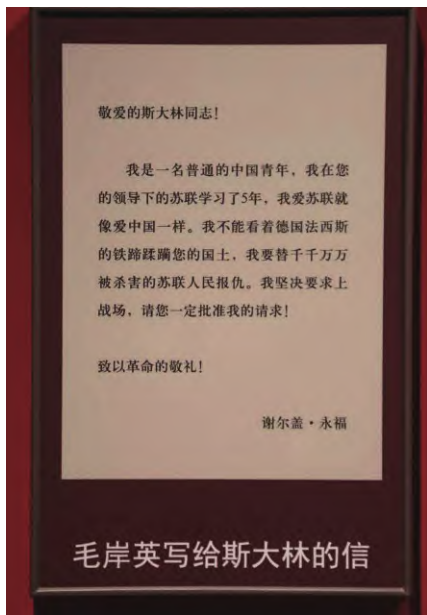 敬爱的斯大林同志！
我是一名普通的中国青年，我在您
的领导下的苏联学习了5年，我爱苏联就
像爱中国一样。我不能看着德国法西斯
的铁蹄蹂躏您的国土，我要替千千万万
被杀害的苏联人民报仇。我坚决要求上
战场，请您一定批准我的请求！
致以革命的敬礼！
谢尔盖·永福
毛岸英写给斯大林的信